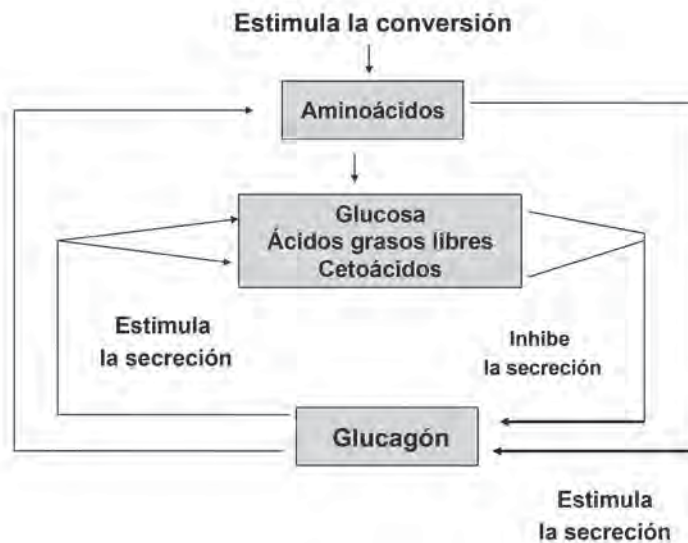 Estimula la conversión
Aminoácidos
Glucosa
Ácidos grasos libres
Cetoácidos
Estimula
la secreción
Inhibe
la secreción
Glucagón
Estimula
la secreción